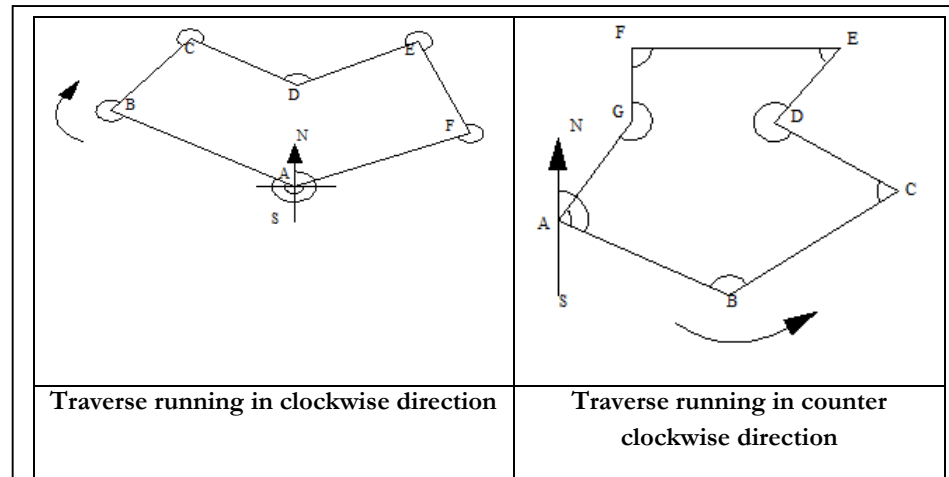 C
E
B
D
F
N
A
S
Traverse running in clockwise direction
F
E
G
D
N
C
A
B
S
Traverse running in counter
clockwise direction